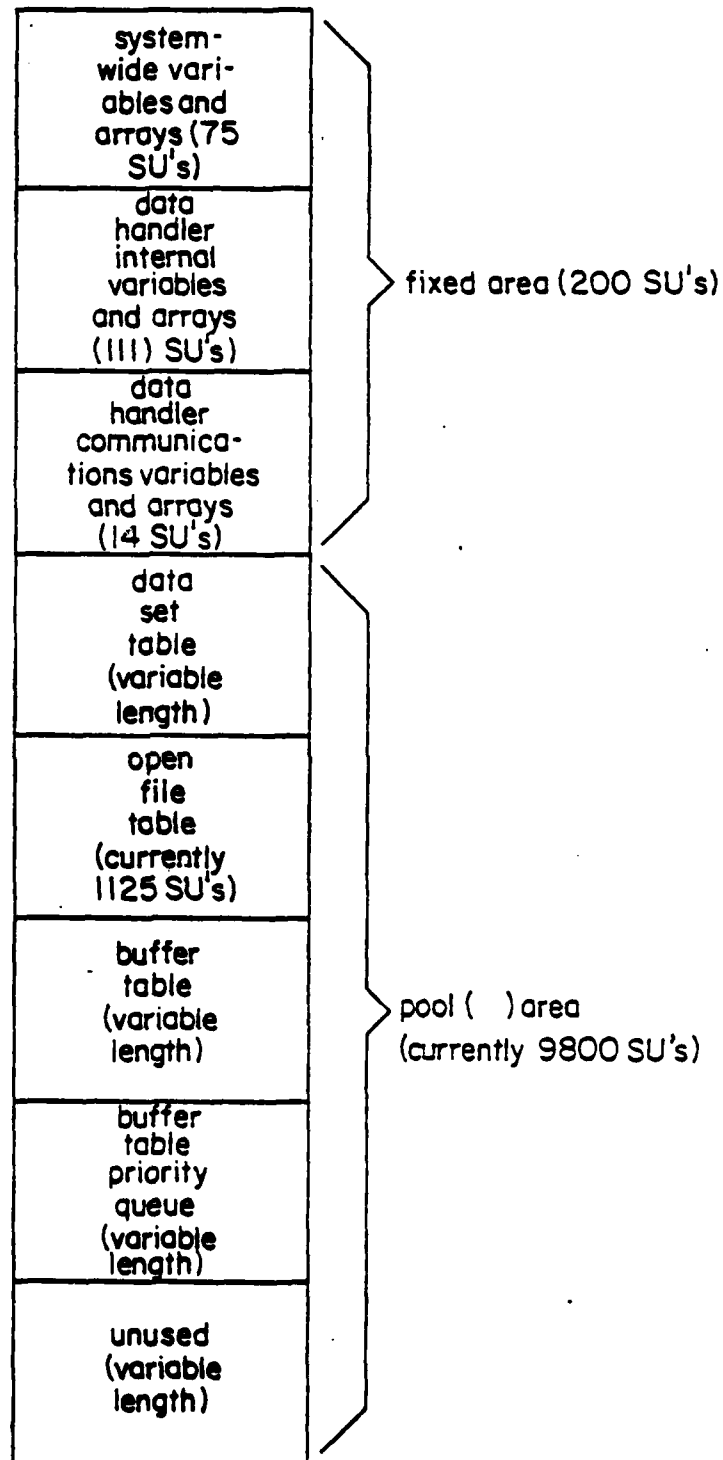 system-
wide vari-
ables and
arrays (75
SU's)
data
handler
internal
variables
and arrays
(111) SU's)
fixed area (200 SU's)
data
handler
communica-
tions variables
and arrays
(14 SU's)
data
set
table
(variable
length)
open
file
table
(currently
1125 SU's)
buffer
table
(variable
length)
pool ( ) area
(currently 9800 SU's)
buffer
table
priority
queue
(variable
length)
unused
(variable
length)